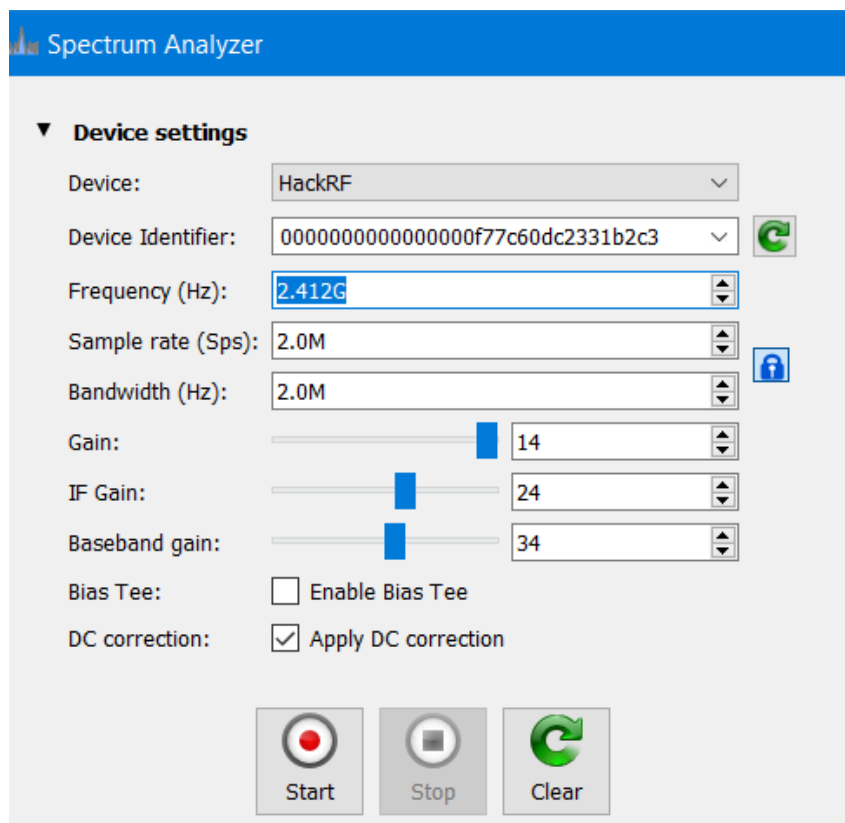 Spectrum Analyzer
Device settings
Device: HackRF
Device Identifier: 0000000000000000f77c60dc2331b2c3
Frequency (Hz): 2.412G
Sample rate (Sps): 2.0M
Bandwidth (Hz): 2.0M
Gain: 14
IF Gain: 24
Baseband gain: 34
Bias Tee: Enable Bias Tee
DC correction: Apply DC correction
Start Stop Clear